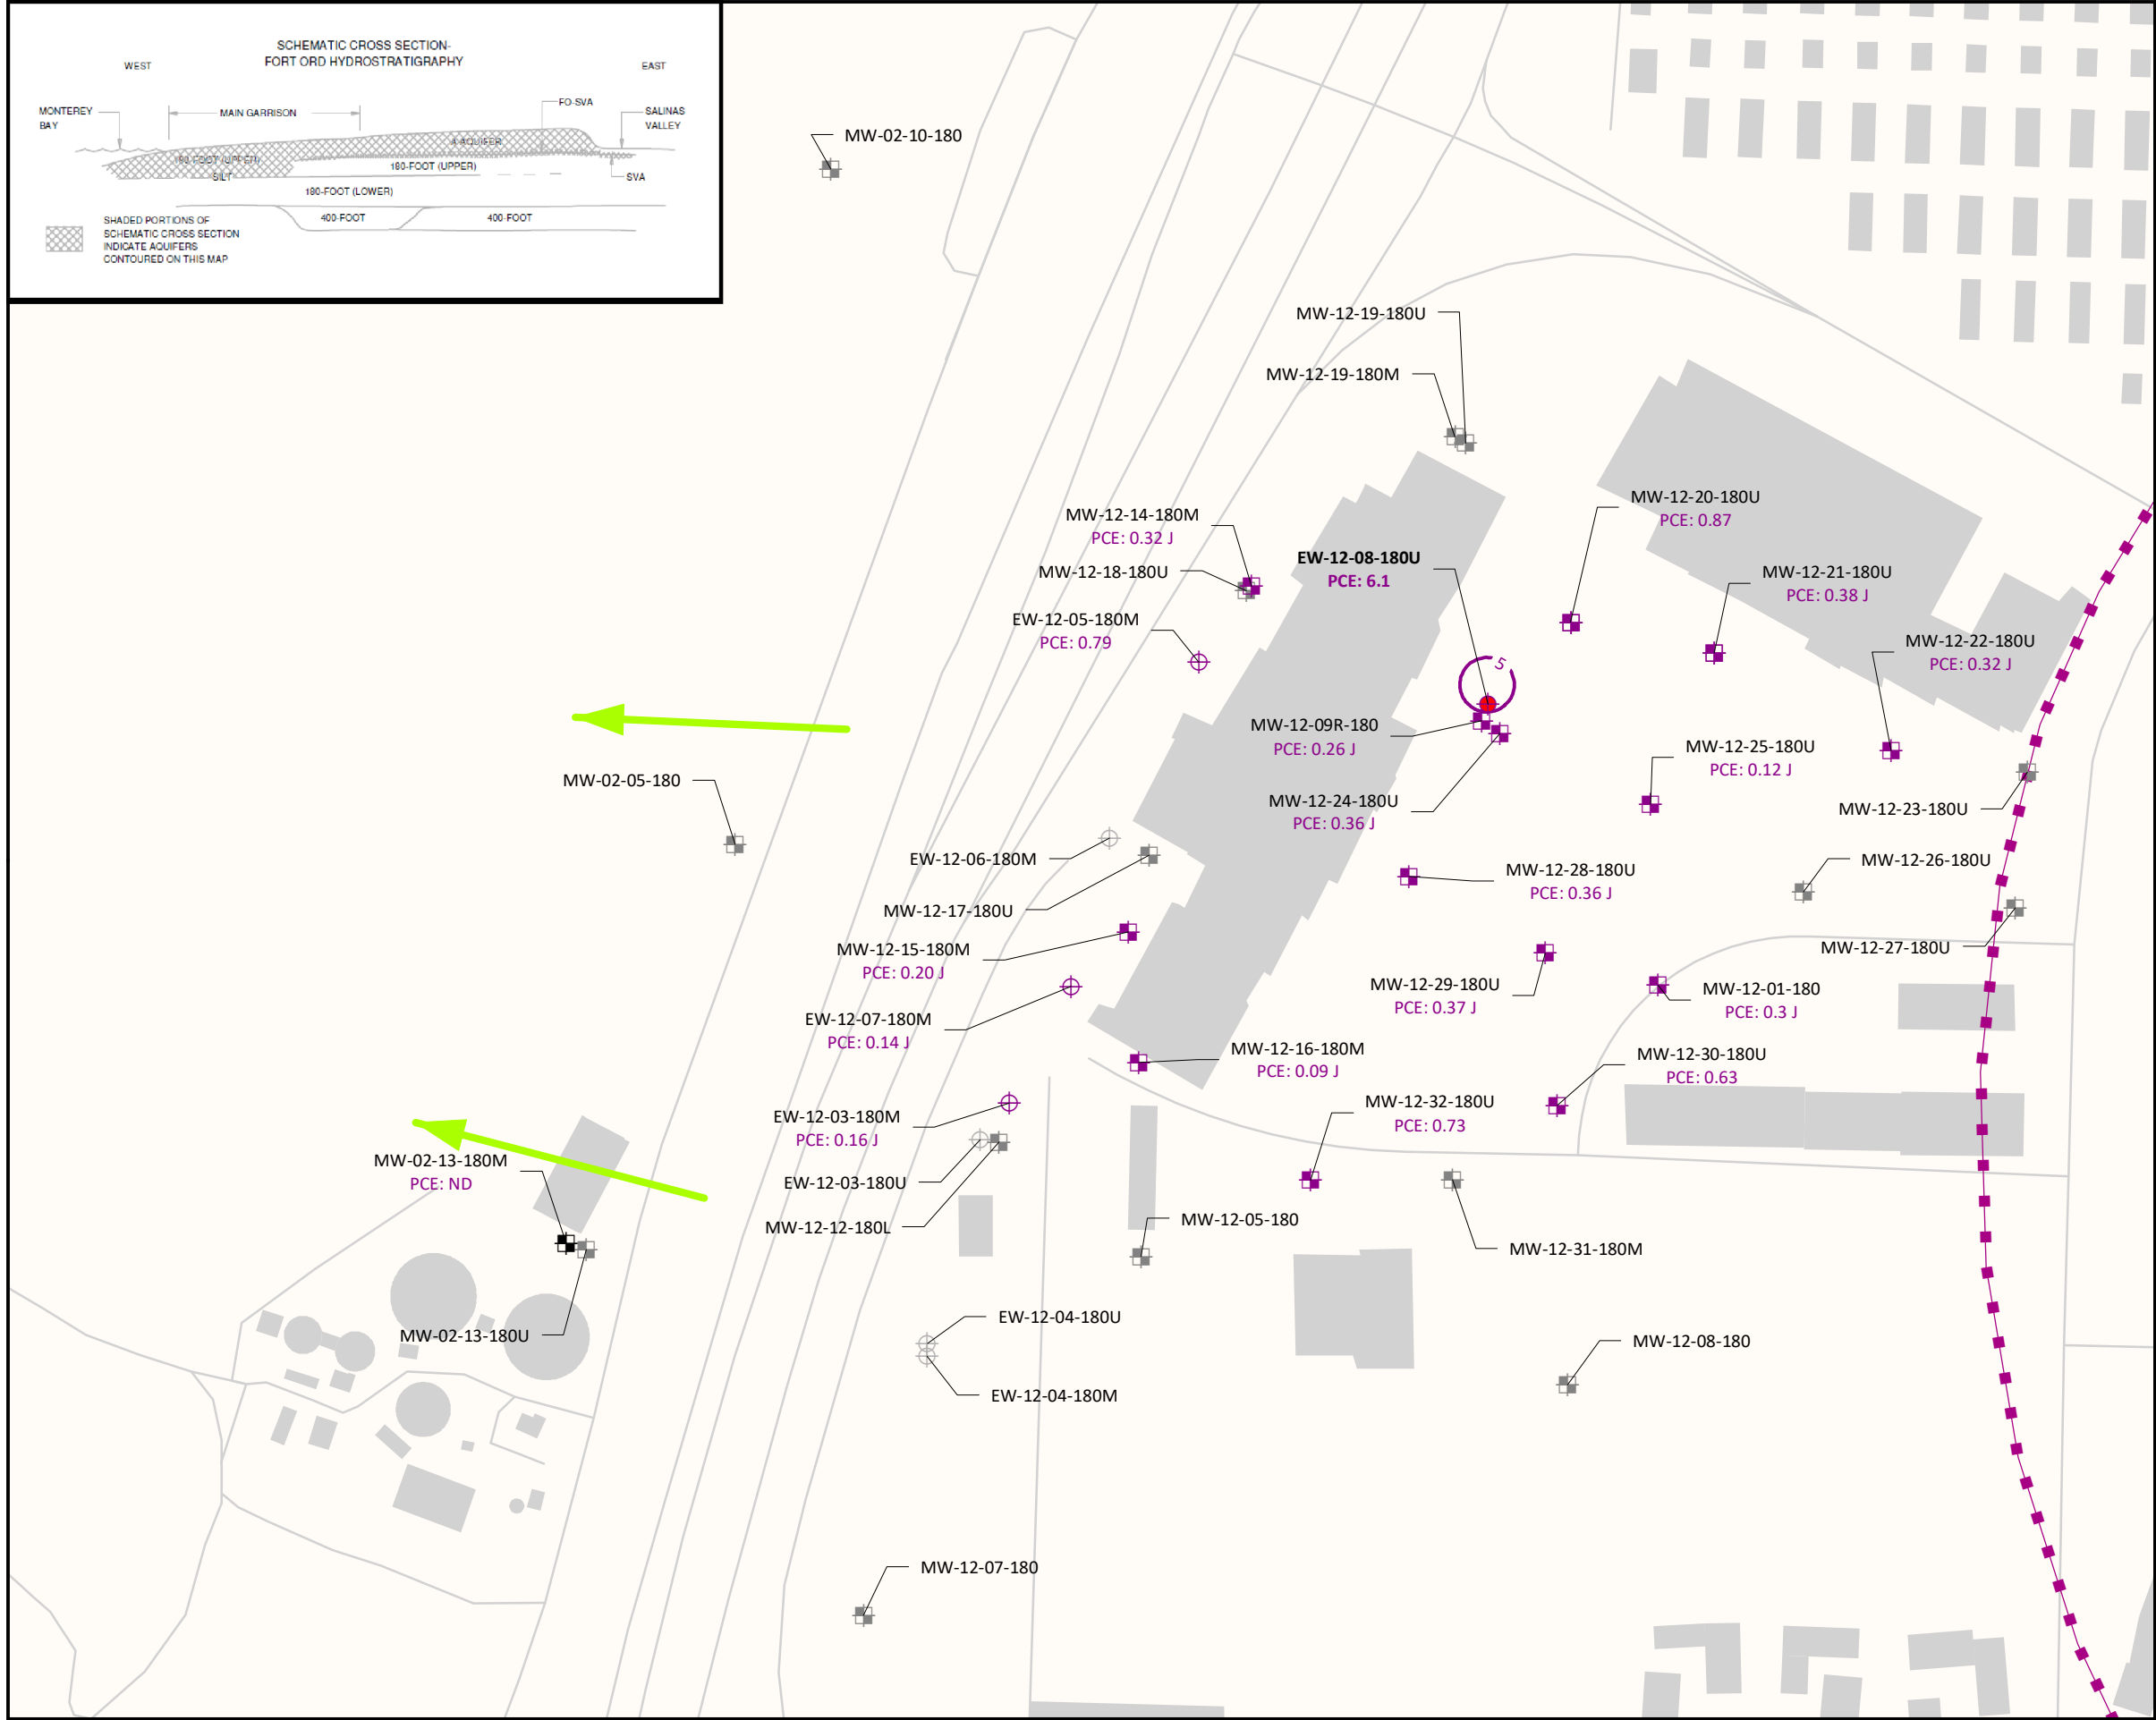 SCHEMATIC CROSS SECTION-
FORT ORD HYDROSTRATIGRAPHY
WEST
EAST
MONTEREY
BAY
MAIN GARRISON
FO-SVA
SALINAS
VALLEY
A-AQUIFER
180-FOOT (UPPER)
180-FOOT (UPPER)
SILT
SVA
180-FOOT (LOWER)
400-FOOT
400-FOOT
SHADED PORTIONS OF
SCHEMATIC CROSS SECTION
INDICATE AQUIFERS
CONTOURED ON THIS MAP
MW-02-10-180
MW-12-19-180U
MW-12-19-180M
MW-12-20-180U
PCE: 0.87
MW-12-14-180M
PCE: 0.32 J
EW-12-08-180U
PCE: 6.1
MW-12-18-180U
MW-12-21-180U
PCE: 0.38 J
EW-12-05-180M
PCE: 0.79
MW-12-22-180U
PCE: 0.32 J
5
MW-12-09R-180
PCE: 0.26 J
MW-12-25-180U
PCE: 0.12 J
MW-02-05-180
MW-12-24-180U
PCE: 0.36 J
MW-12-23-180U
EW-12-06-180M
MW-12-26-180U
MW-12-28-180U
PCE: 0.36 J
MW-12-17-180U
MW-12-15-180M
PCE: 0.20 J
MW-12-27-180U
MW-12-29-180U
PCE: 0.37 J
MW-12-01-180
PCE: 0.3 J
EW-12-07-180M
PCE: 0.14 J
MW-12-16-180M
PCE: 0.09 J
MW-12-30-180U
PCE: 0.63
MW-12-32-180U
PCE: 0.73
EW-12-03-180M
PCE: 0.16 J
MW-02-13-180M
PCE: ND
EW-12-03-180U
MW-12-12-180L
MW-12-05-180
MW-12-31-180M
EW-12-04-180U
MW-02-13-180U
MW-12-08-180
EW-12-04-180M
MW-12-07-180